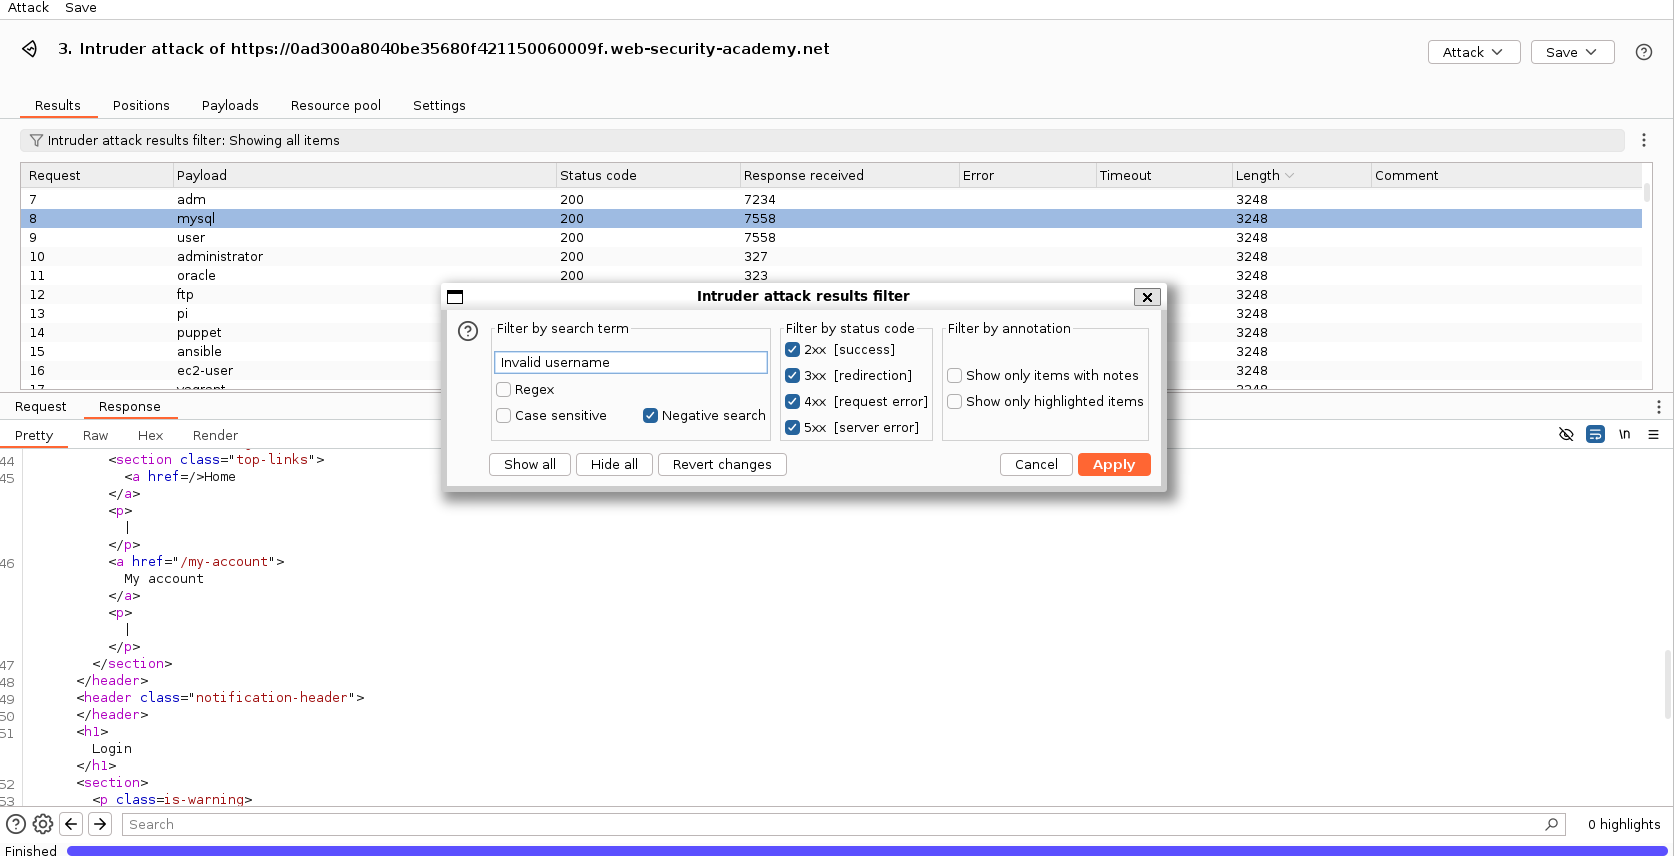 Attack Save
3. Intruder attack of https://0ad300a8040be35680f421150060009f.web-security-academy.net
Attack Save
Results Positions Payloads Resource pool Settings
Intruder attack results filter: Showing all items
Request Payload Status code Response received Error Timeout Length Comment
7 adm 200 7234 3248
8 mysql 200 7558 3248
9 user 200 7558 3248
10 administrator 200 327 3248
11 oracle 200 323 3248
12 ftp 3248
13 pi 3248
14 puppet 3248
15 ansible 3248
16 ec2-user 3248
17 vagrant 3248
Intruder attack results filter
Filter by search term
Invalid username
Regex
Case sensitive Negative search
Filter by status code
2xx [success]
3xx [redirection]
4xx [request error]
5xx [server error]
Filter by annotation
Show only items with notes
Show only highlighted items
Show all Hide all Revert changes Cancel Apply
Request Response
Pretty Raw Hex Render
\n
44 <section class="top-links">
45 <a href=/>Home
</a>
<p>
|
</p>
46 <a href="/my-account">
My account
</a>
<p>
|
</p>
47 </section>
48 </header>
49 <header class="notification-header">
50 </header>
51 <h1>
Login
</h1>
52 <section>
53 <p class=is-warning>
Search
0 highlights
Finished